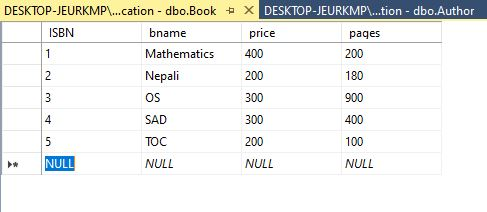 DESKTOP-JEURKMP\...cation - dbo.Book DESKTOP-JEURKMP\...tion - dbo.Author
ISBN bname price pages
1 Mathematics 400 200
2 Nepali 200 180
3 OS 300 900
4 SAD 300 400
5 TOC 200 100
NULL NULL NULL NULL